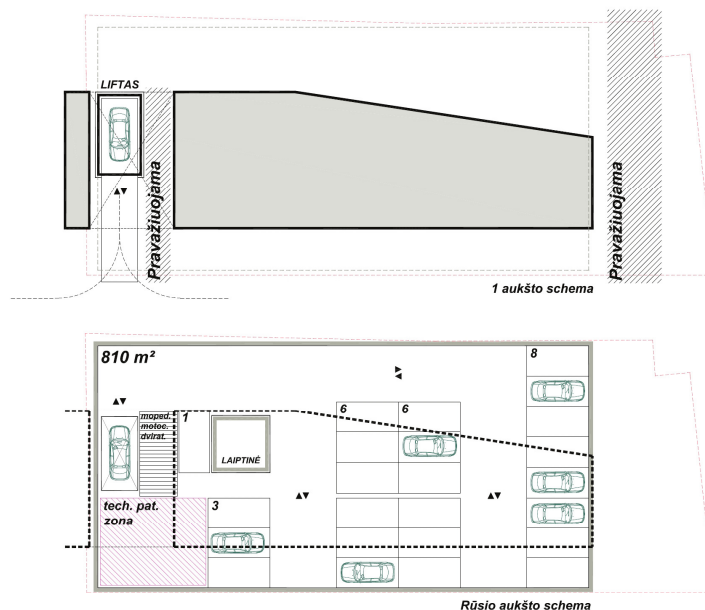 LIFTAS
Pravažiuojama
Pravažiuojama
1 aukšto schema
810 m²
8
moped.
motoc.
dvirat.
1
6
6
LAIPTINĖ
tech. pat.
zona
3
Rūsio aukšto schema